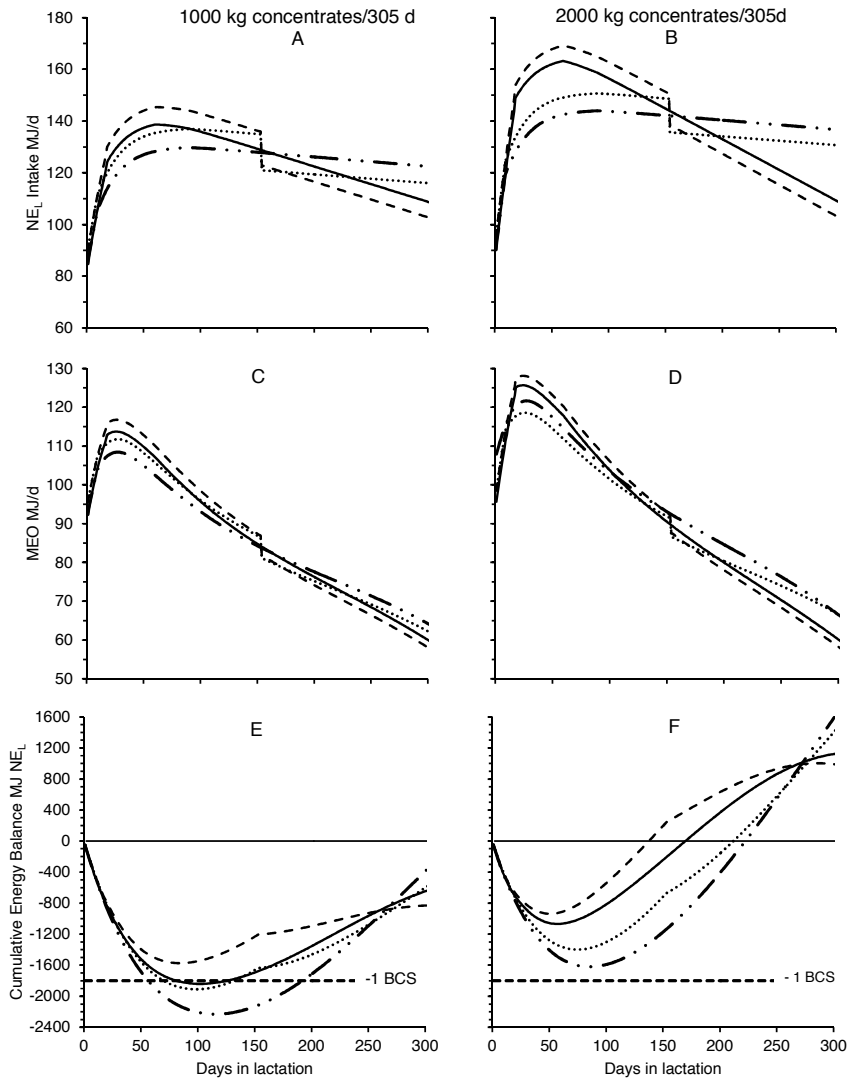 1000 kg concentrates/305 d
2000 kg concentrates/305d
A
B
NEL Intake MJ/d
160
140
120
100
80
60
C
D
MEO MJ/d
130
120
110
100
90
80
70
60
50
E
F
Cumulative Energy Balance MJ NEL
1600
1200
800
400
0
-400
-800
-1200
-1600
-2000
-2400
-1 BCS
- 1 BCS
0 50 100 150 200 250 300
0 50 100 150 200 250 300
Days in lactation
Days in lactation